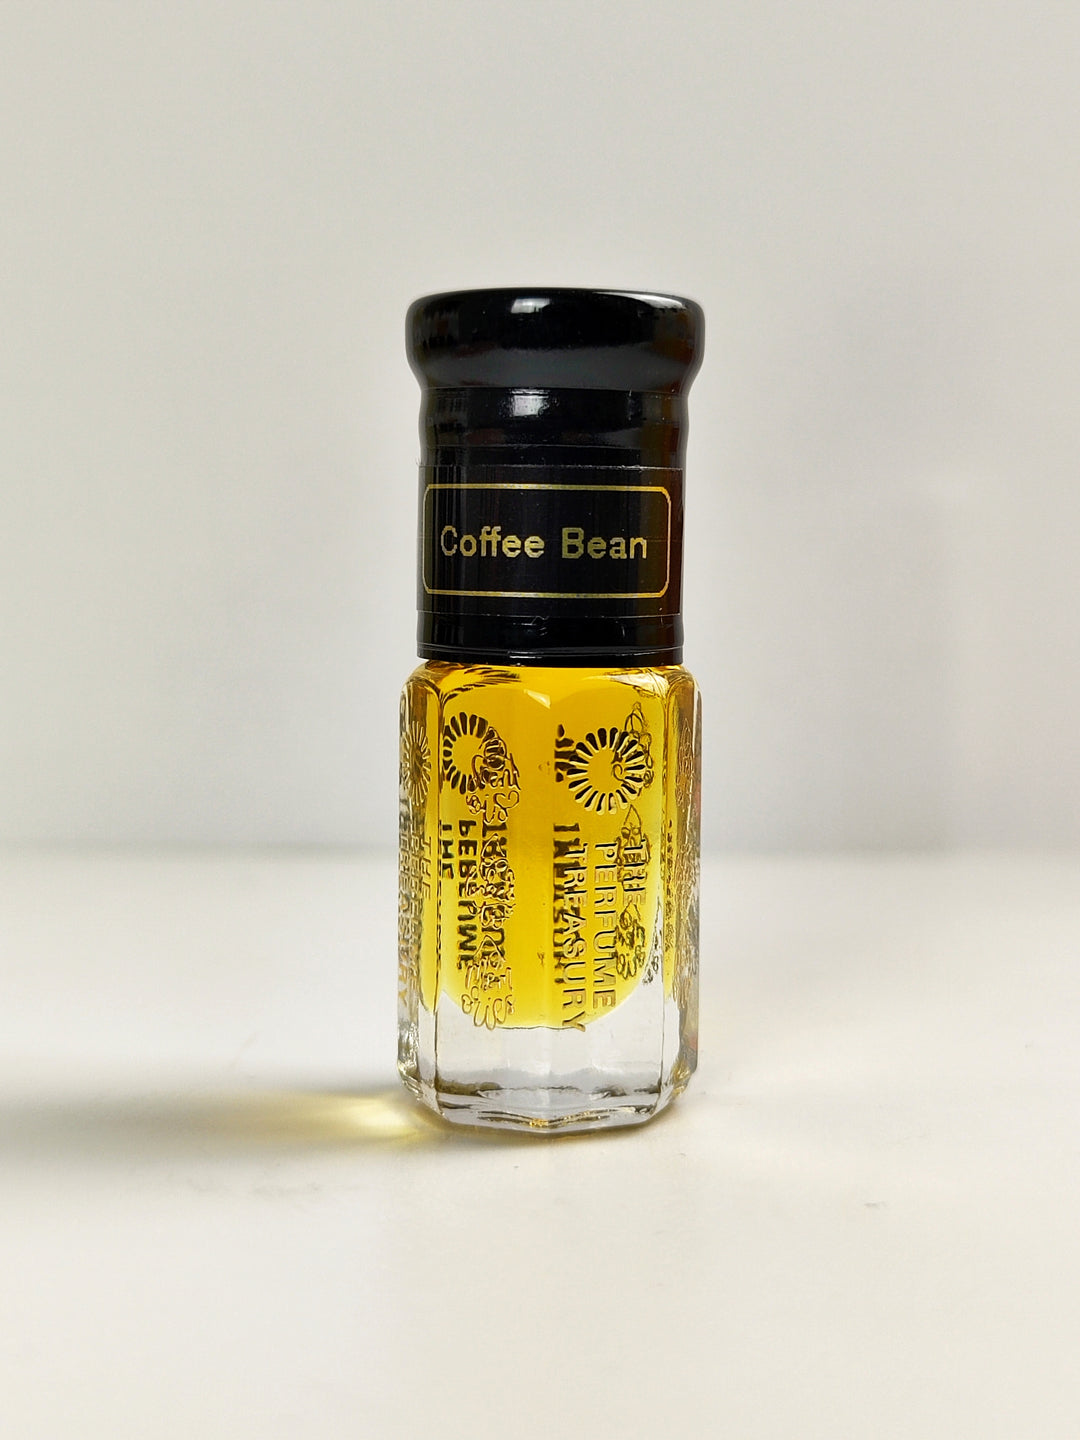 Coffee Bean
THE
PERFUME
TREASURY